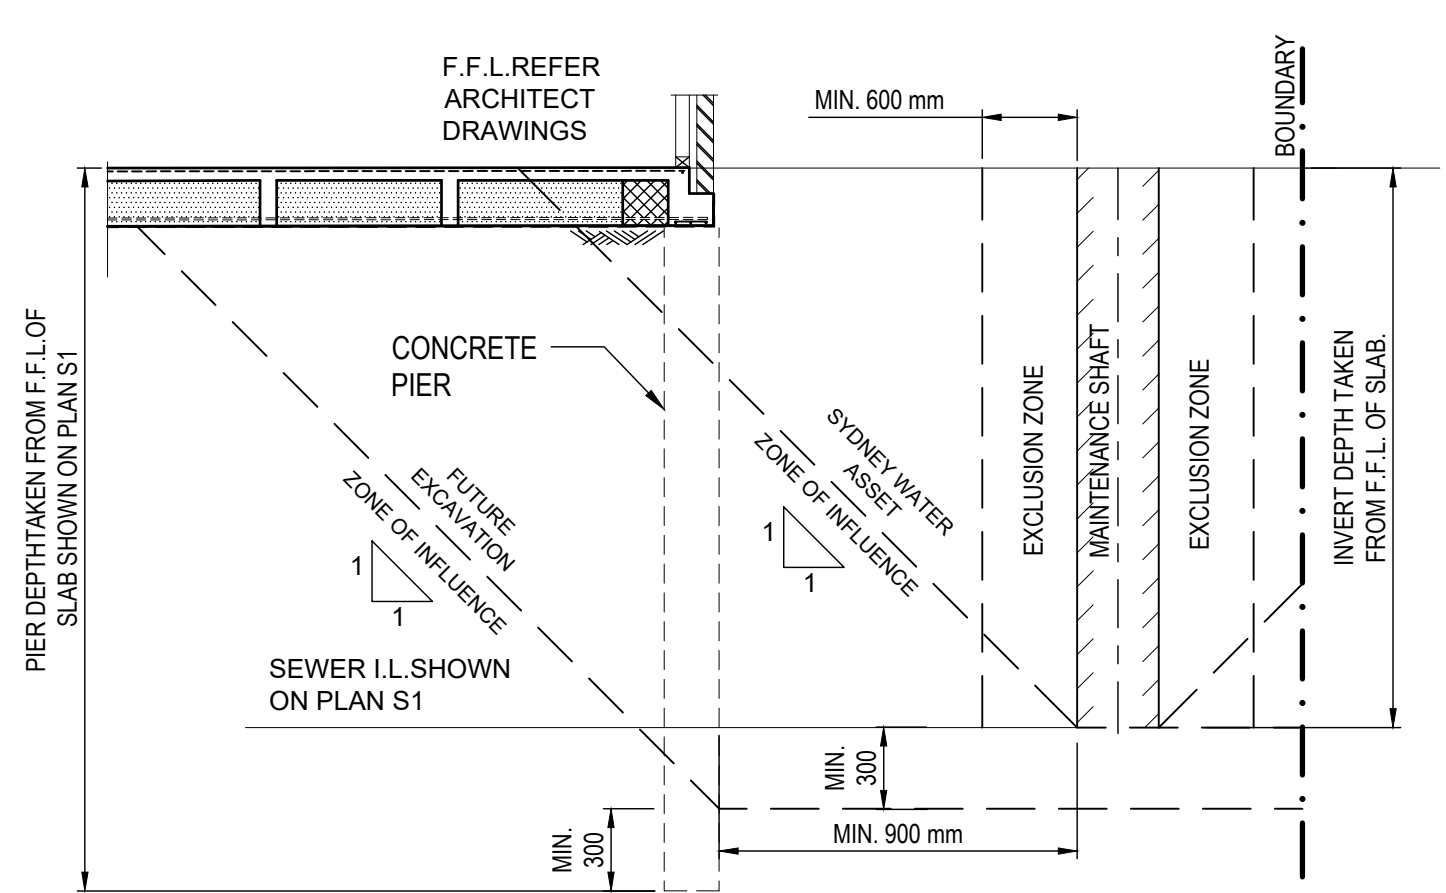 F.F.L.REFER
ARCHITECT
DRAWINGS
MIN. 600 mm
BOUNDARY
PIER DEPTHTAKEN FROM F.F.L.OF
SLAB SHOWN ON PLAN S1
CONCRETE
PIER
FUTURE
EXCAVATION
ZONE OF INFLUENCE
1
1
SYDNEY WATER
ASSET
ZONE OF INFLUENCE
1
1
EXCLUSION ZONE
MAINTENANCE SHAFT
EXCLUSION ZONE
INVERT DEPTH TAKEN
FROM F.F.L. OF SLAB.
SEWER I.L.SHOWN
ON PLAN S1
MIN.
300
MIN.
300
MIN. 900 mm